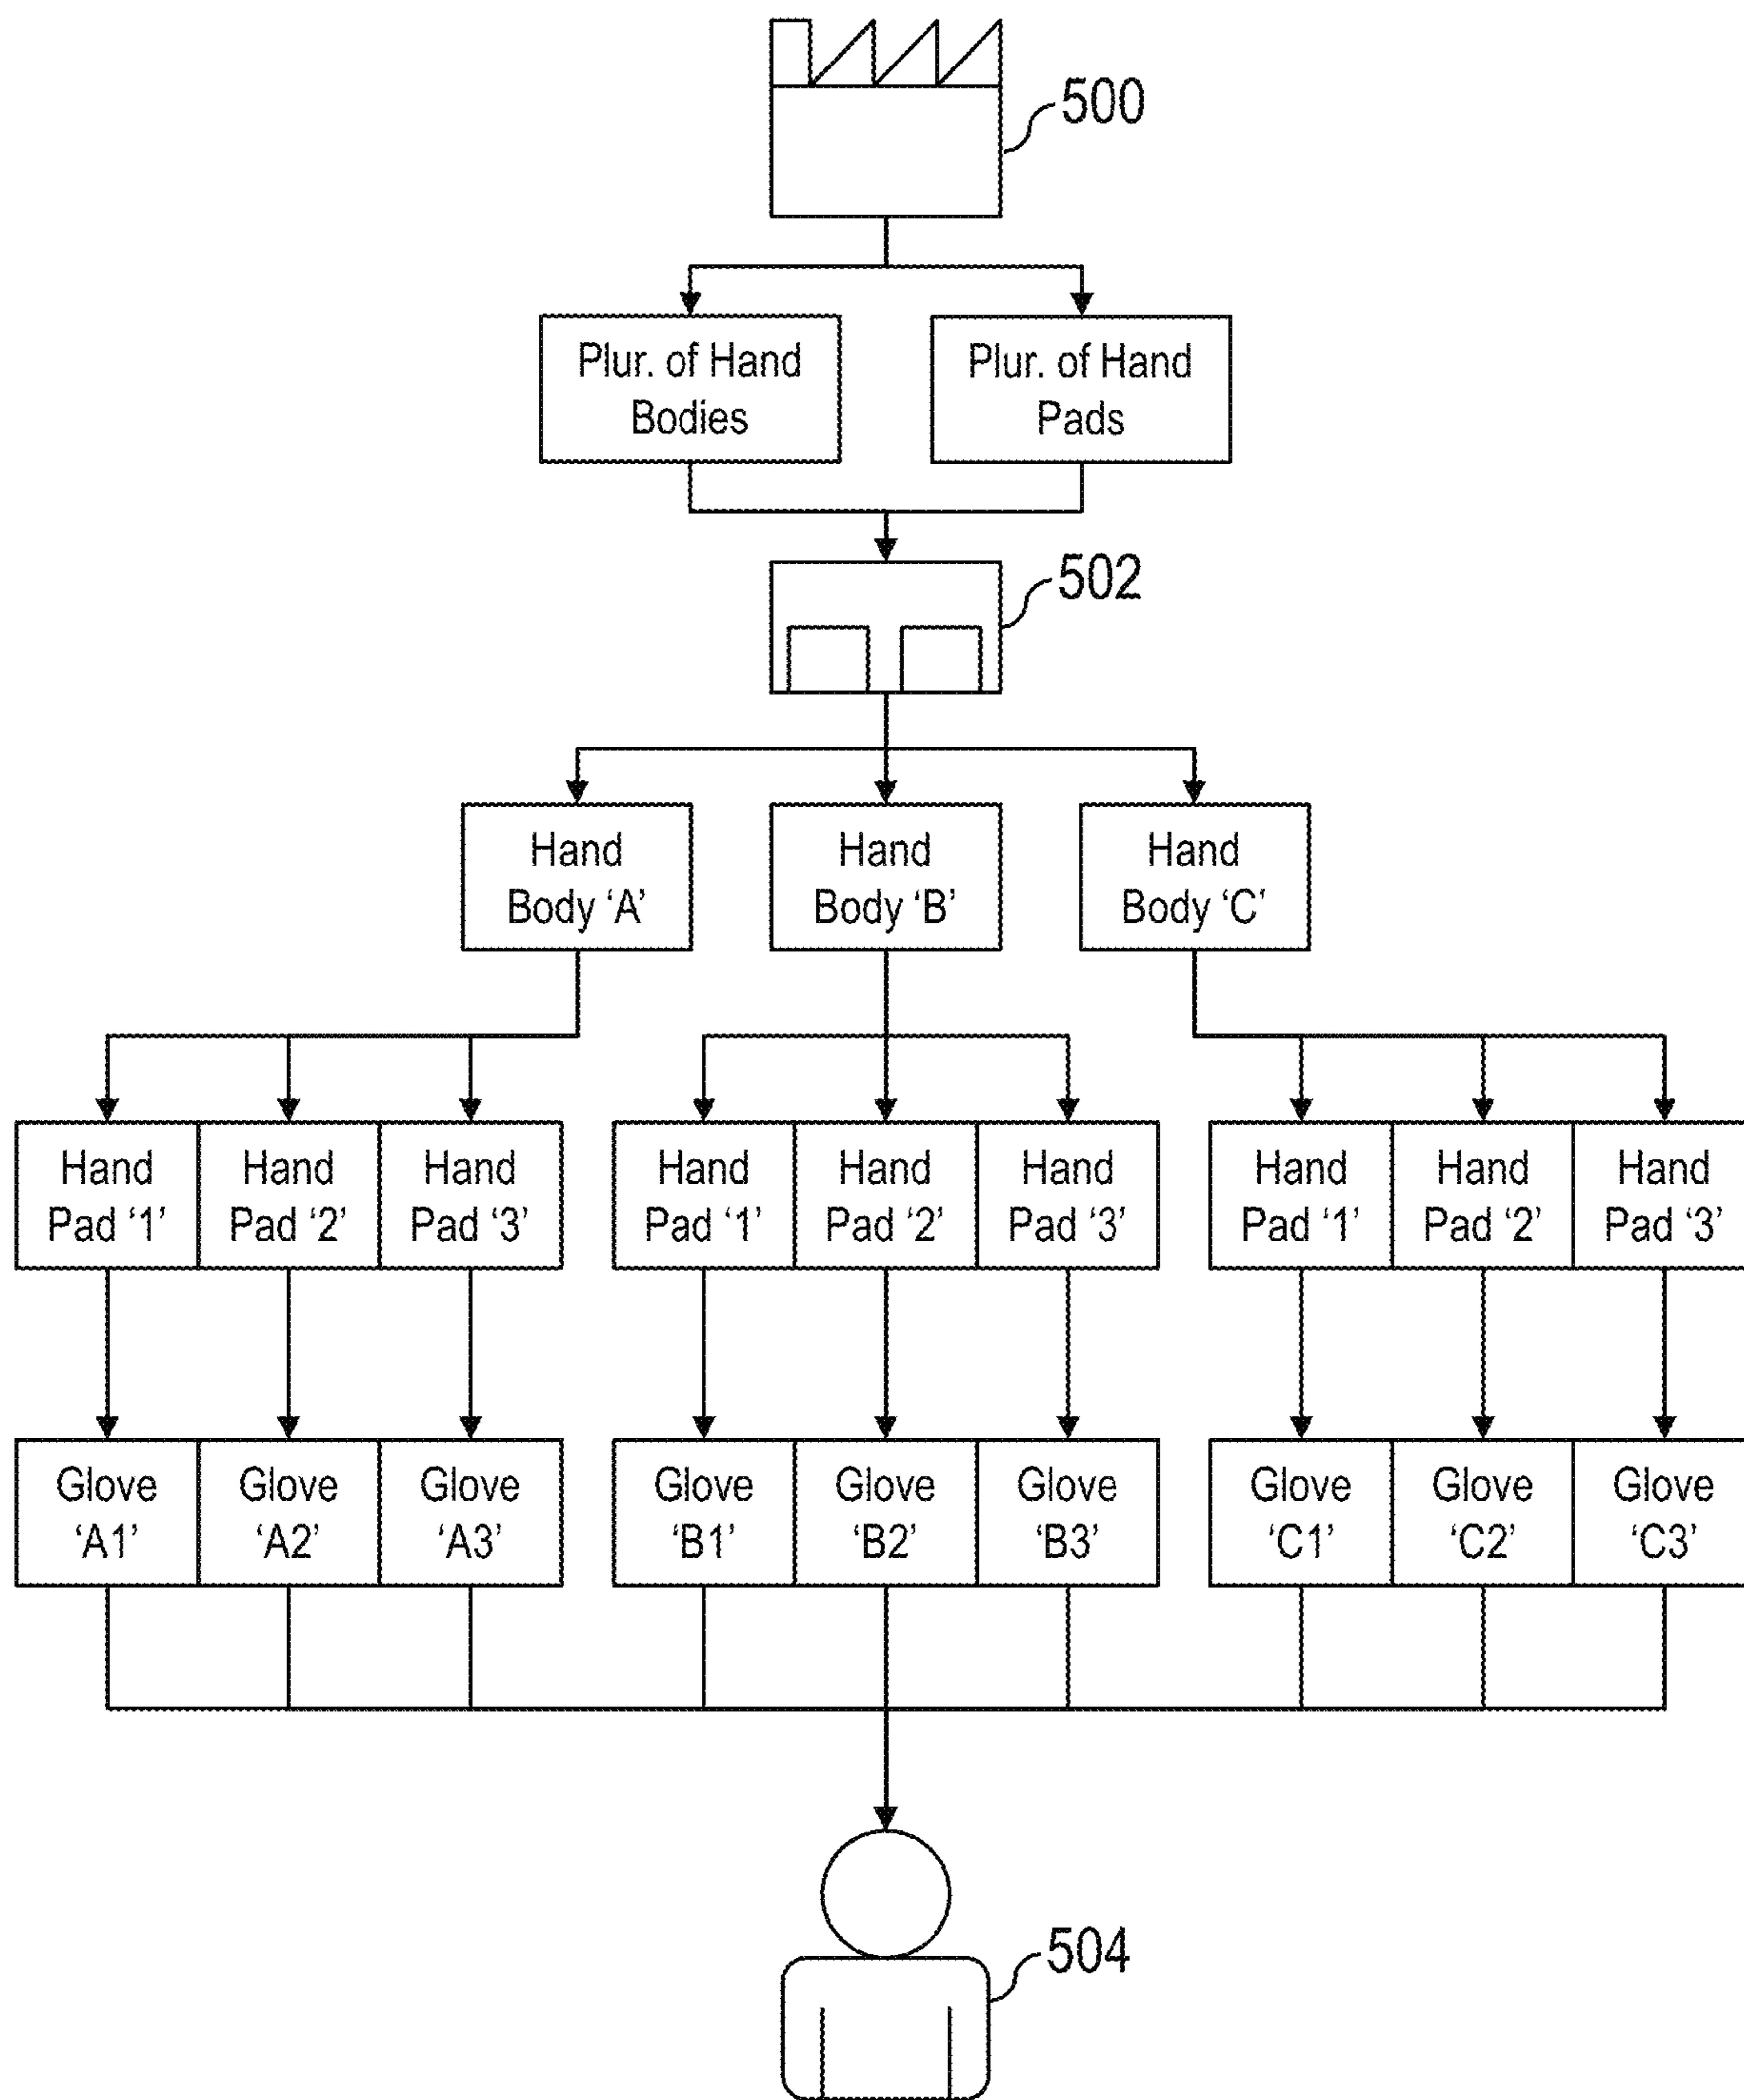 500
Plur. of Hand
Bodies
Plur. of Hand
Pads
502
Hand
Body ‘A’
Hand
Body ‘B’
Hand
Body ‘C’
Hand
Pad ‘1’
Hand
Pad ‘2’
Hand
Pad ‘3’
Hand
Pad ‘1’
Hand
Pad ‘2’
Hand
Pad ‘3’
Hand
Pad ‘1’
Hand
Pad ‘2’
Hand
Pad ‘3’
Glove
‘A1’
Glove
‘A2’
Glove
‘A3’
Glove
‘B1’
Glove
‘B2’
Glove
‘B3’
Glove
‘C1’
Glove
‘C2’
Glove
‘C3’
504